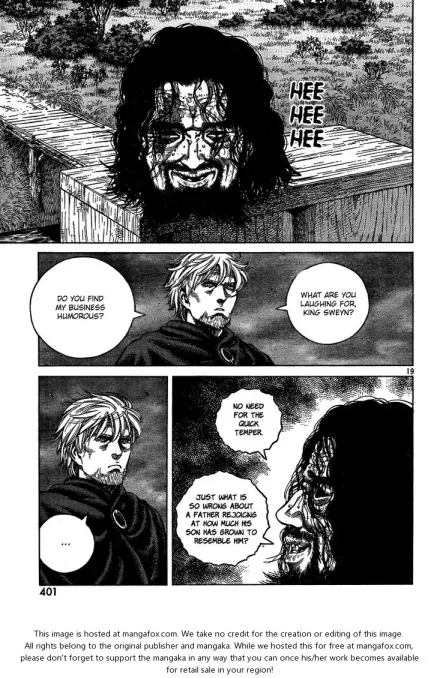 HEE
HEE
HEE
WHAT ARE YOU
LAUGHING FOR,
KING SWEYN?
DO YOU FIND
MY BUSINESS
HUMOROUS?
19
NO NEED
FOR THE
QUICK
TEMPER.
JUST WHAT IS
SO WRONG ABOUT
A FATHER REJOICING
AT HOW MUCH HIS
SON HAS GROWN TO
RESEMBLE HIM?
...
401
This image is hosted at mangafox.com. We take no credit for the creation or editing of this image.
All rights belong to the original publisher and mangaka. While we hosted this for free at mangafox.com,
please don't forget to support the mangaka in any way that you can once his/her work becomes available
for retail sale in your region!